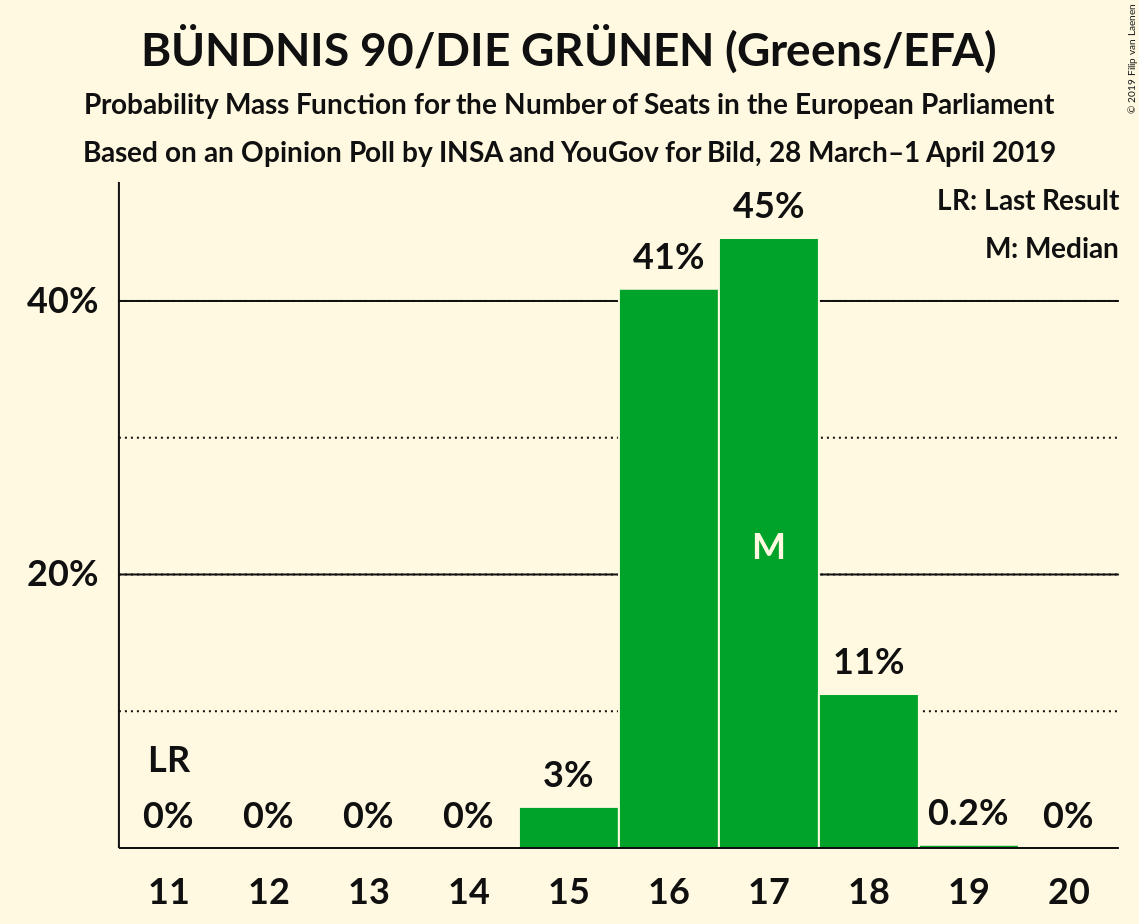 BÜNDNIS 90/DIE GRÜNEN (Greens/EFA)
Probability Mass Function for the Number of Seats in the European Parliament
Based on an Opinion Poll by INSA and YouGov for Bild, 28 March–1 April 2019
© 2019 Filip van Laenen
LR: Last Result
M: Median
45%
41%
40%
M
20%
11%
LR
3%
0% 0% 0% 0% 0.2% 0%
11 12 13 14 15 16 17 18 19 20